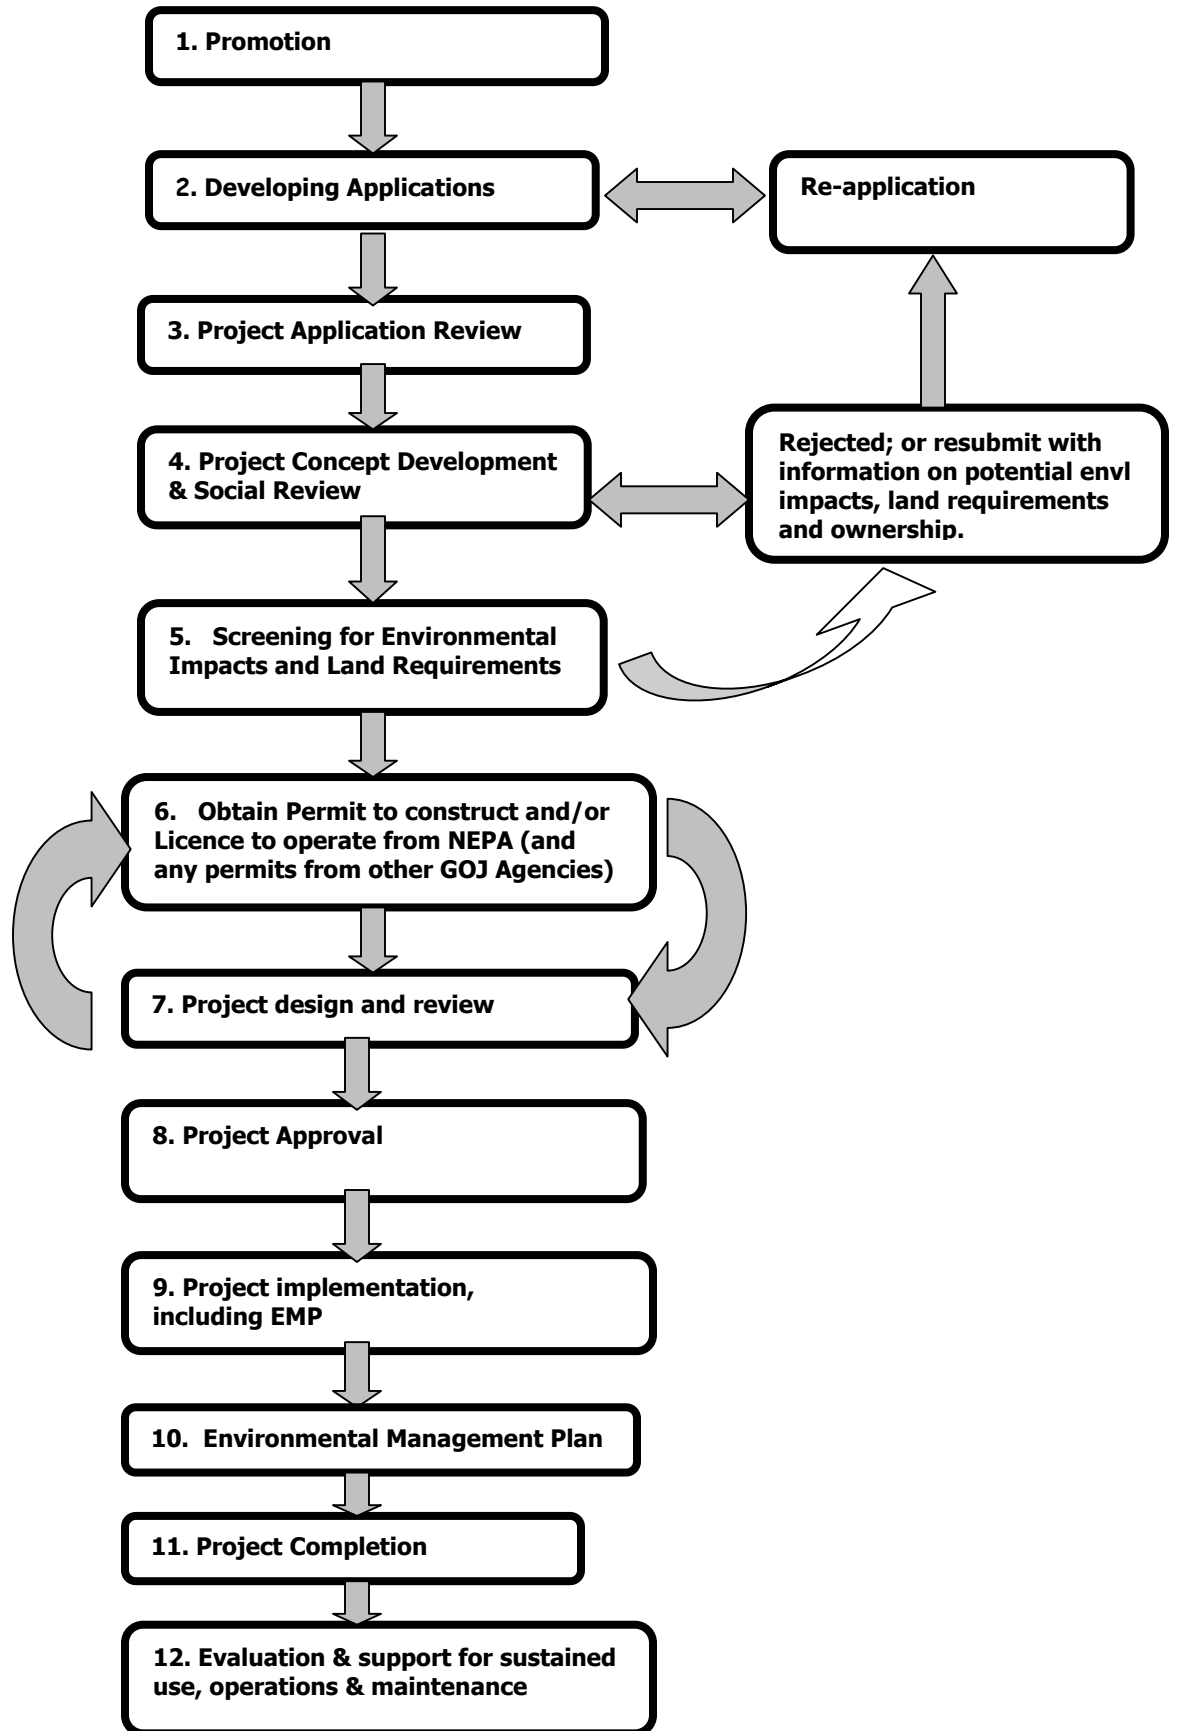 1. Promotion
2. Developing Applications
Re-application
3. Project Application Review
4. Project Concept Development
& Social Review
Rejected; or resubmit with
information on potential envl
impacts, land requirements
and ownership.
5. Screening for Environmental
Impacts and Land Requirements
6. Obtain Permit to construct and/or
Licence to operate from NEPA (and
any permits from other GOJ Agencies)
7. Project design and review
8. Project Approval
9. Project implementation,
including EMP
10. Environmental Management Plan
11. Project Completion
12. Evaluation & support for sustained
use, operations & maintenance